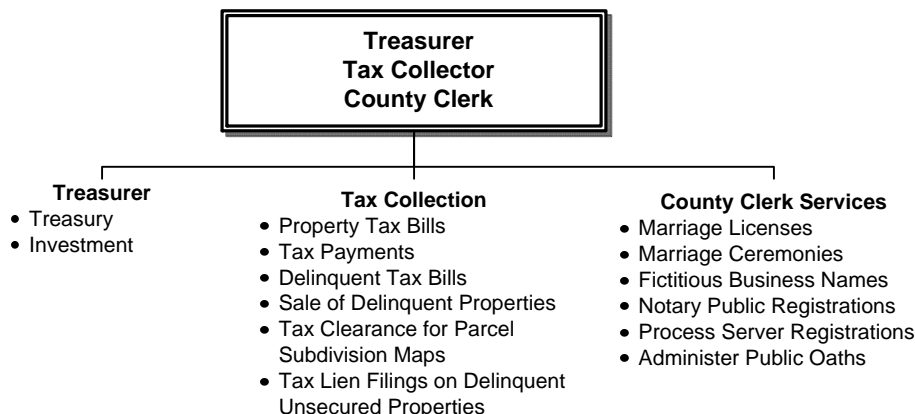 Treasurer
Tax Collector
County Clerk
Treasurer
• Treasury
• Investment
Tax Collection
• Property Tax Bills
• Tax Payments
• Delinquent Tax Bills
• Sale of Delinquent Properties
• Tax Clearance for Parcel
Subdivision Maps
• Tax Lien Filings on Delinquent
Unsecured Properties
County Clerk Services
• Marriage Licenses
• Marriage Ceremonies
• Fictitious Business Names
• Notary Public Registrations
• Process Server Registrations
• Administer Public Oaths